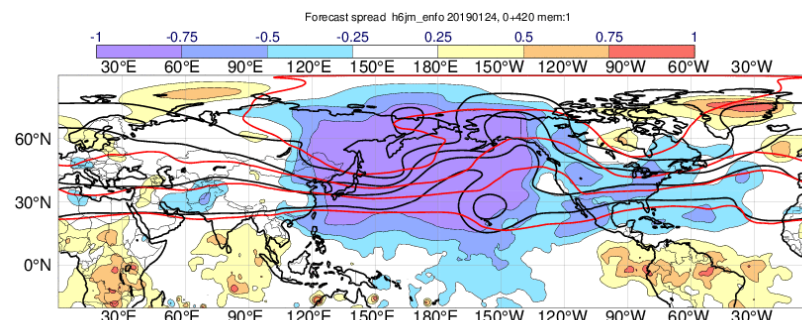 Forecast spread h6jm_enfo 20190124, 0+420 mem:1
-1 -0.75 -0.5 -0.25 0.25 0.5 0.75 1
30°E 60°E 90°E 120°E 150°E 180°E 150°W 120°W 90°W 60°W 30°W
60°N
30°N
0°N
30°E 60°E 90°E 120°E 150°E 180°E 150°W 120°W 90°W 60°W 30°W